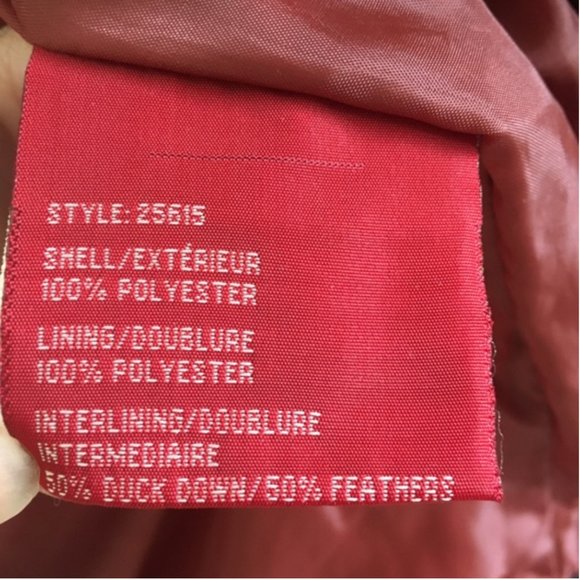 STYLE: 25615
SHELL/EXTÉRIEUR
100% POLYESTER
LINING/DOUBLURE
100% POLYESTER
INTERLINING/DOUBLURE
INTERMEDIAIRE
50% DUCK DOWN/50% FEATHERS